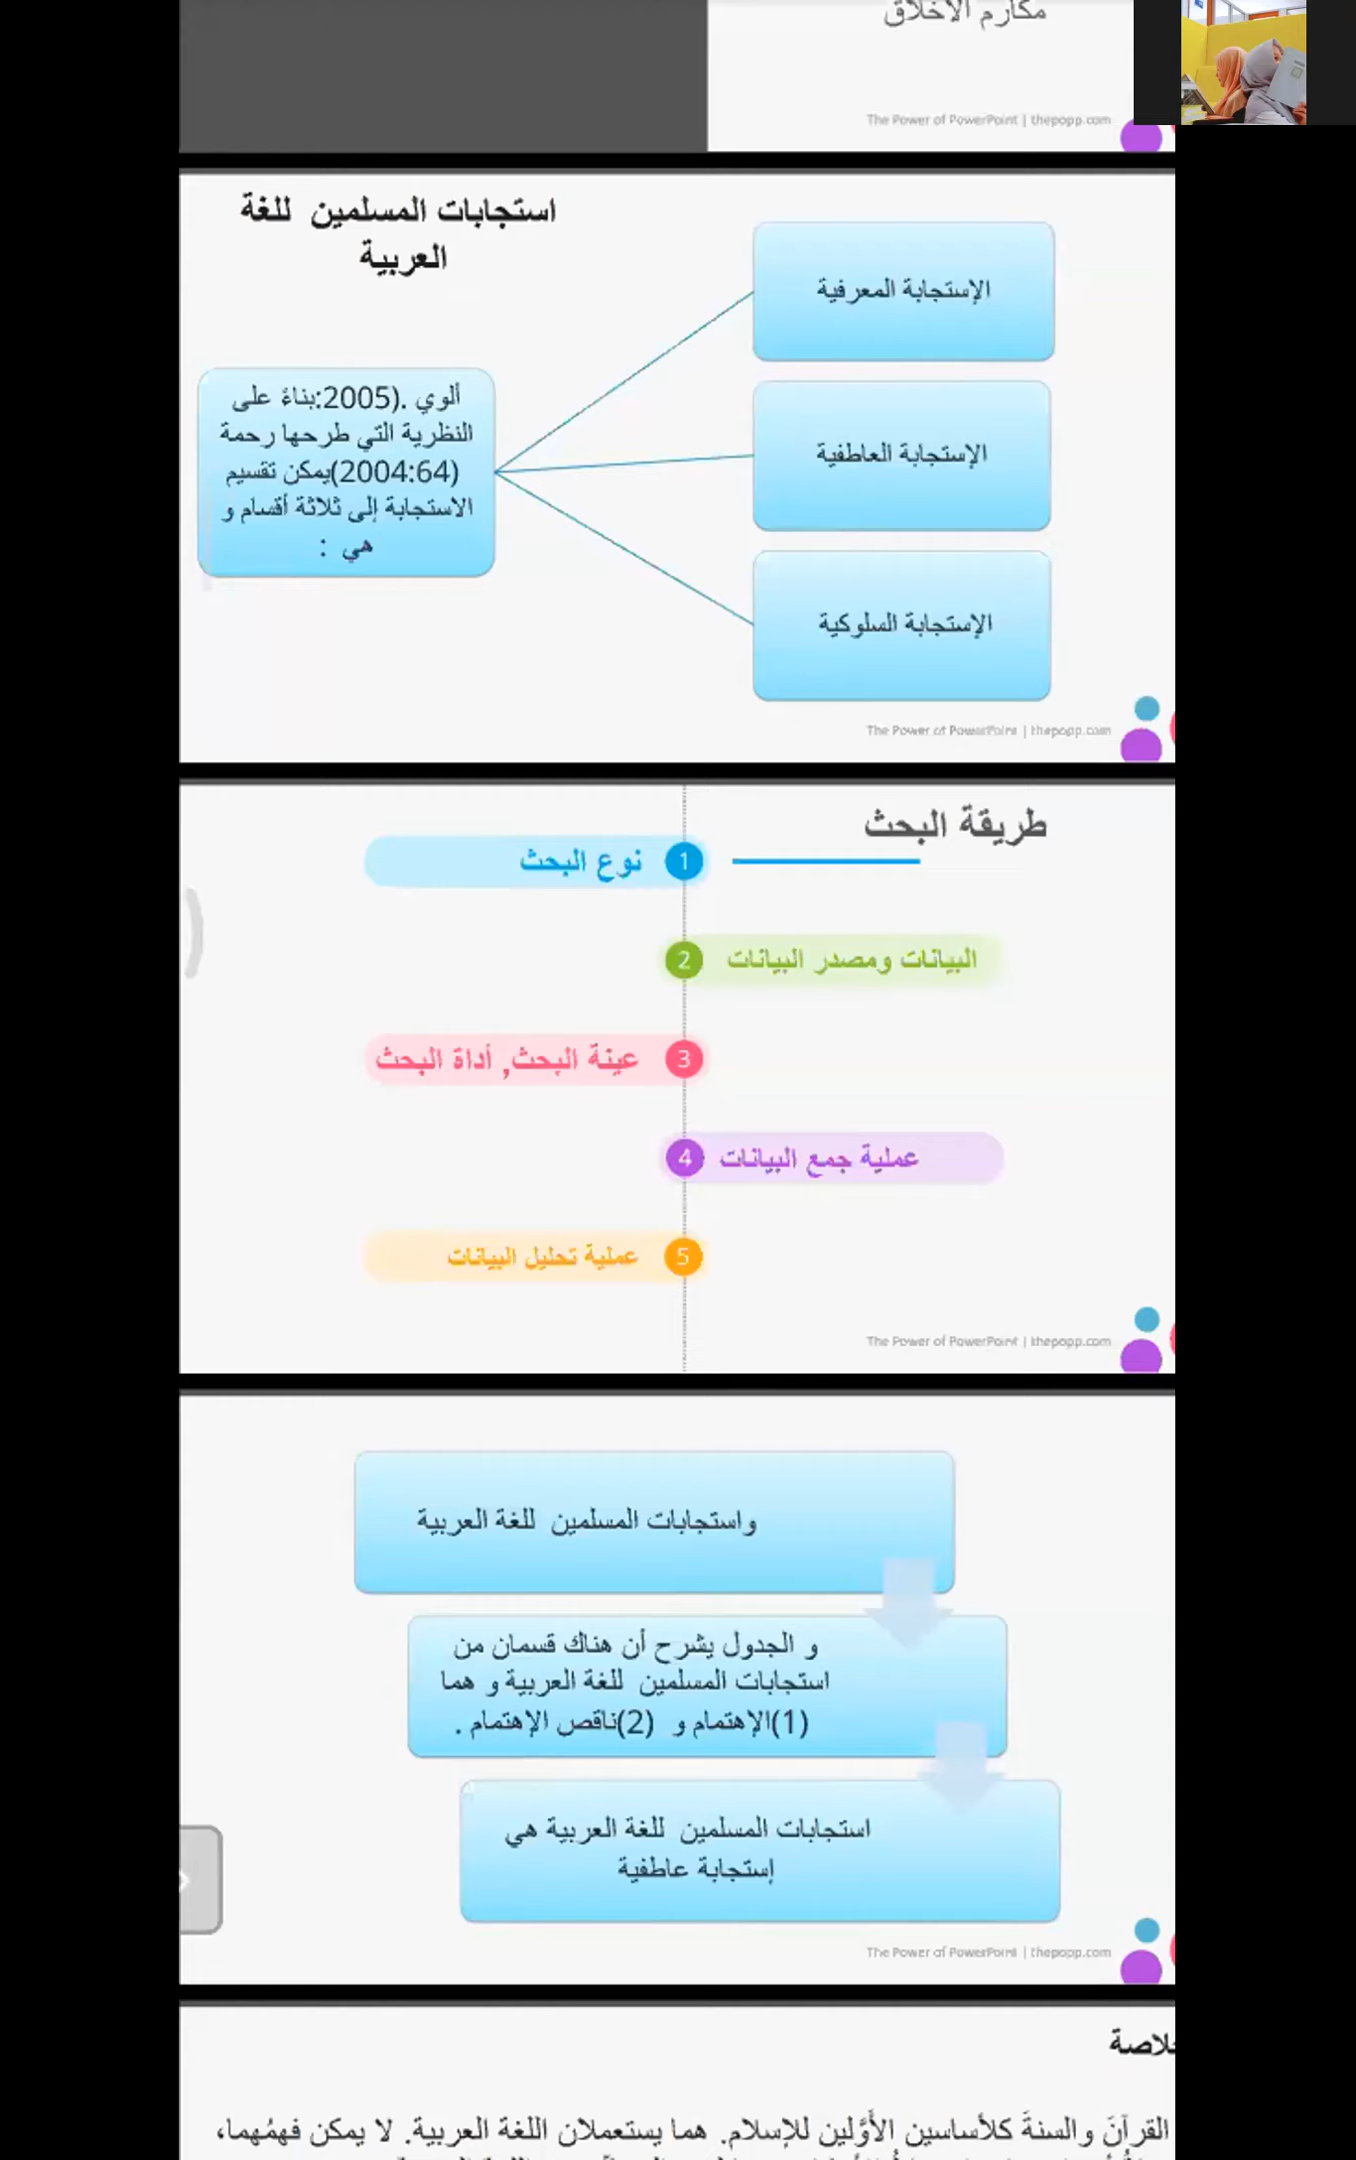 مكارم الأخلاق
The Power of PowerPoint | thepopp.com
استجابات المسلمين للغة
العربية
ألوي .(2005:بناءً على
النظرية التي طرحها رحمة
(2004:64)يمكن تقسيم
الاستجابة إلى ثلاثة أقسام و
هي :
الإستجابة المعرفية
الإستجابة العاطفية
الإستجابة السلوكية
The Power of PowerPoint | thepopp.com
طريقة البحث
1 نوع البحث
2 البيانات ومصدر البيانات
3 عينة البحث, أداة البحث
4 عملية جمع البيانات
5 عملية تحليل البيانات
The Power of PowerPoint | thepopp.com
واستجابات المسلمين للغة العربية
و الجدول يشرح أن هناك قسمان من
استجابات المسلمين للغة العربية و هما
(1)الإهتمام و (2)ناقص الإهتمام .
استجابات المسلمين للغة العربية هي
إستجابة عاطفية
The Power of PowerPoint | thepopp.com
القرآنَ والسنةَ كلأساسين الأوَّلين للإسلام. هما يستعملان اللغة العربية. لا يمكن فهمُهما،